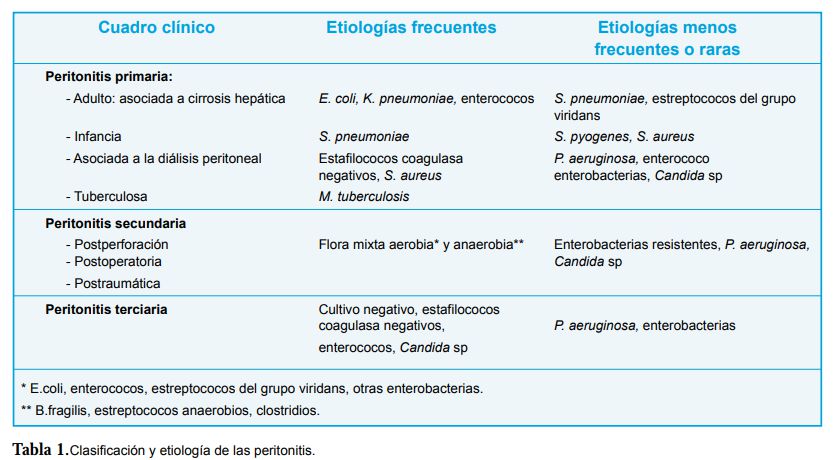 Cuadro clínico Etiologías frecuentes Etiologías menos
frecuentes o raras
Peritonitis primaria:
- Adulto: asociada a cirrosis hepática E. coli, K. pneumoniae, enterococos S. pneumoniae, estreptococos del grupo
viridans
- Infancia S. pneumoniae S. pyogenes, S. aureus
- Asociada a la diálisis peritoneal Estafilococos coagulasa P. aeruginosa, enterococo
negativos, S. aureus enterobacterias, Candida sp
- Tuberculosa M. tuberculosis
Peritonitis secundaria
- Postperforación Flora mixta aerobia* y anaerobia** Enterobacterias resistentes, P. aeruginosa,
- Postoperatoria Candida sp
- Postraumática
Peritonitis terciaria Cultivo negativo, estafilococos
coagulasa negativos, P. aeruginosa, enterobacterias
enterococos, Candida sp
* E.coli, enterococos, estreptococos del grupo viridans, otras enterobacterias.
** B.fragilis, estreptococos anaerobios, clostridios.
Tabla 1.Clasificación y etiología de las peritonitis.